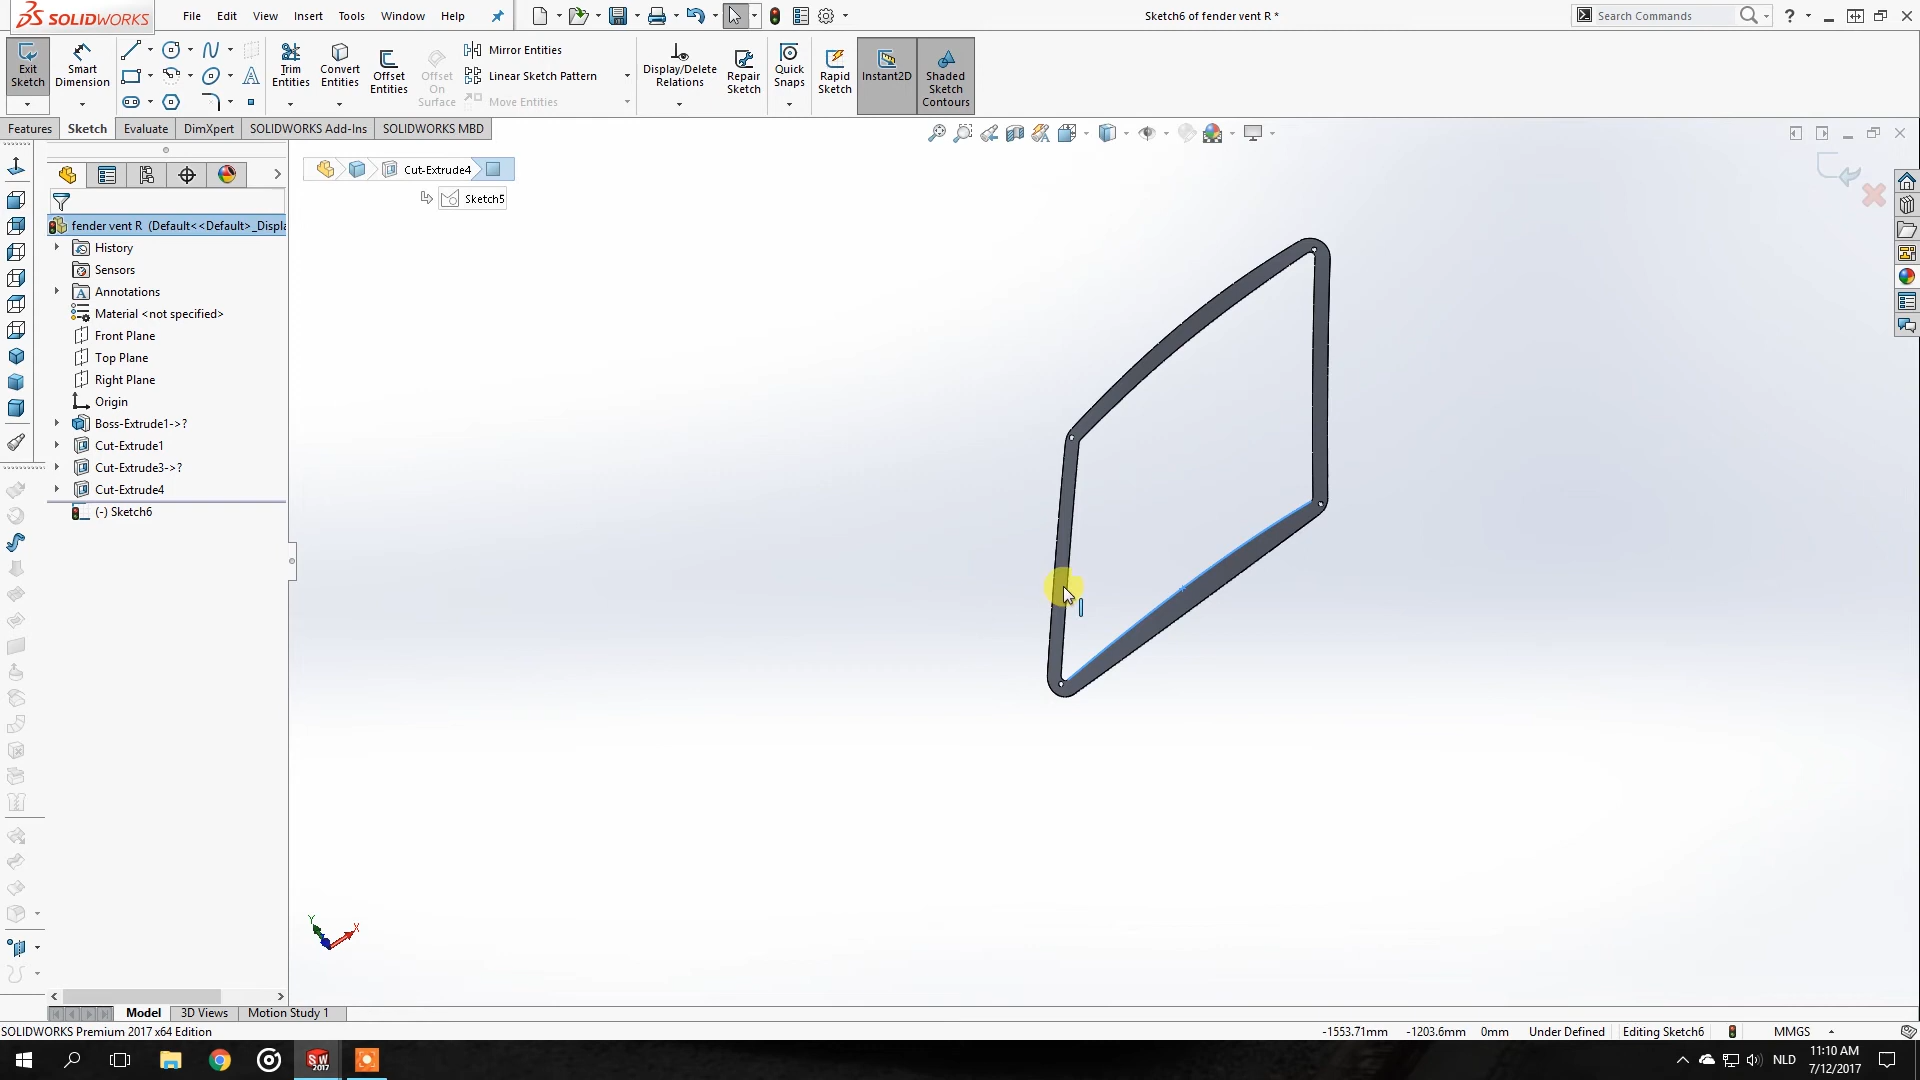 SOLIDWORKS
File Edit View Insert Tools Window Help
Sketch6 of fender vent R *
Search Commands
Exit Sketch
Smart Dimension
Trim Entities
Convert Entities
Offset Entities
Offset On Surface
Mirror Entities
Linear Sketch Pattern
Move Entities
Display/Delete Relations
Repair Sketch
Quick Snaps
Rapid Sketch
Instant2D
Shaded Sketch Contours
Features Sketch Evaluate DimXpert SOLIDWORKS Add-Ins SOLIDWORKS MBD
Cut-Extrude4
Sketch5
fender vent R (Default<<Default>_Displa
History
Sensors
Annotations
Material <not specified>
Front Plane
Top Plane
Right Plane
Origin
Boss-Extrude1->?
Cut-Extrude1
Cut-Extrude3->?
Cut-Extrude4
(-) Sketch6
Y
X
Model 3D Views Motion Study 1
SOLIDWORKS Premium 2017 x64 Edition
-1553.71mm -1203.6mm 0mm Under Defined Editing Sketch6 MMGS
SW 2017
NLD
11:10 AM
7/12/2017